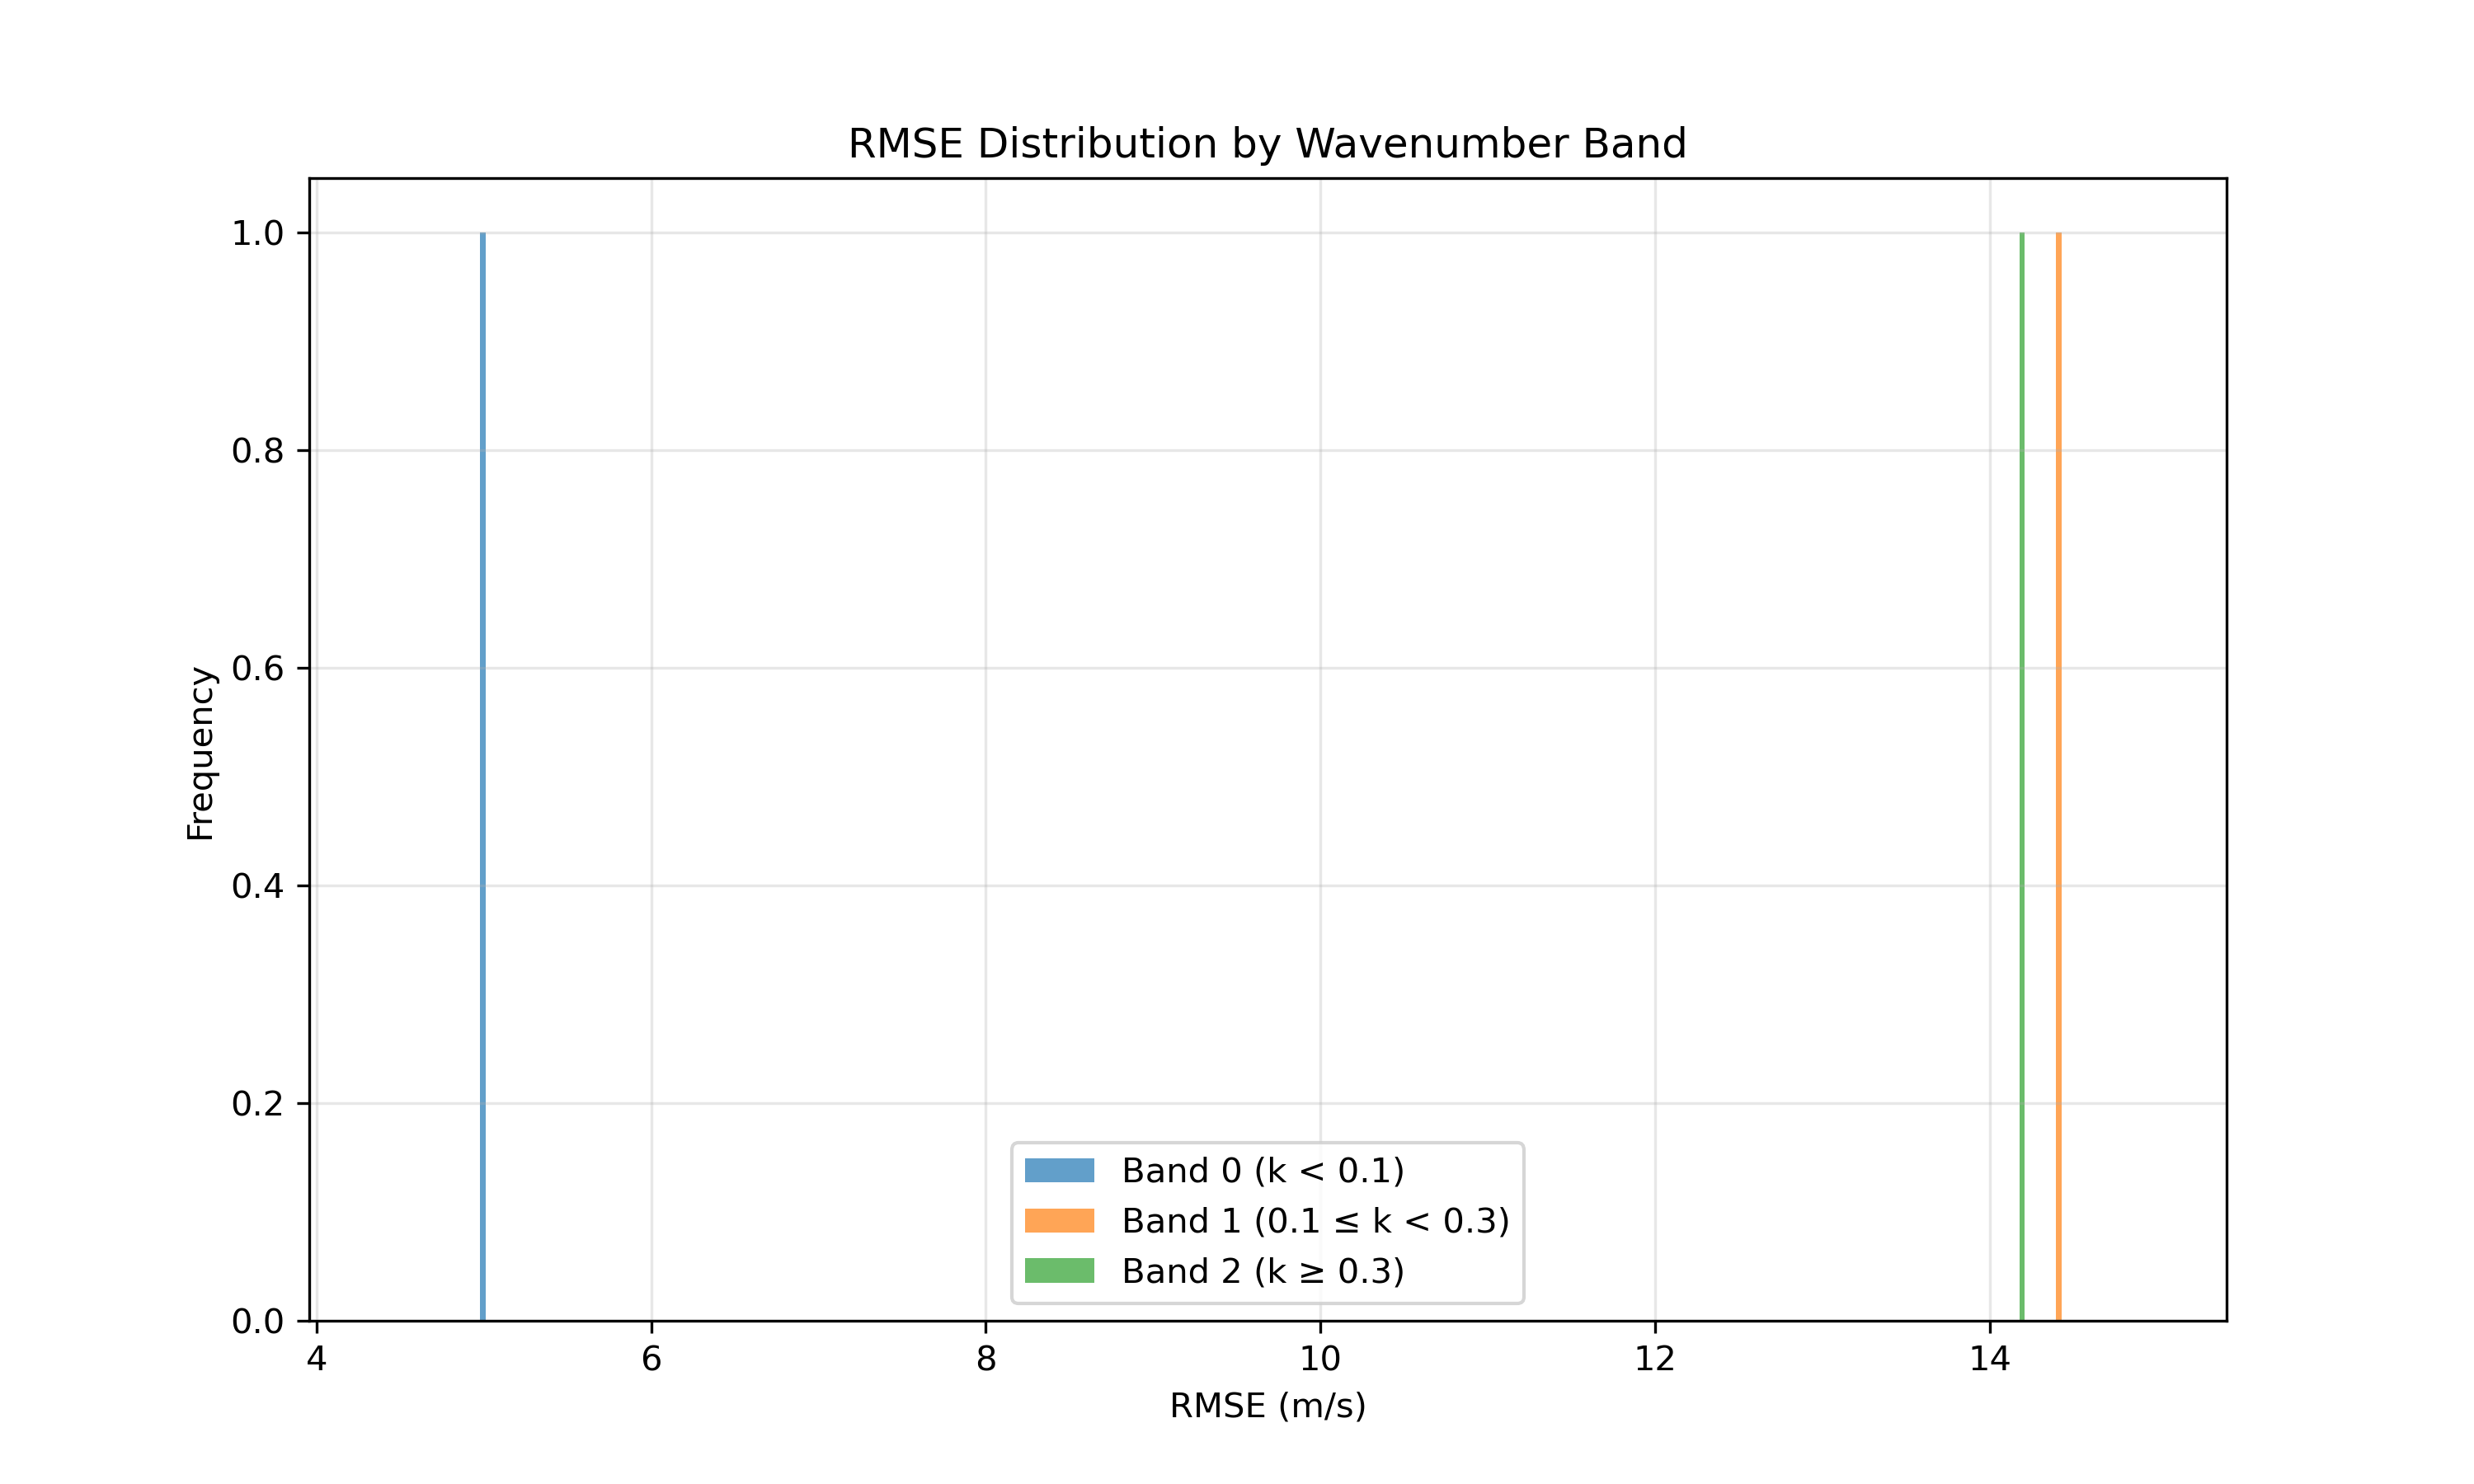 RMSE Distribution by Wavenumber Band
1.0
0.8
0.6
0.4
0.2
0.0
Frequency
Band 0 (k < 0.1)
Band 1 (0.1 ≤ k < 0.3)
Band 2 (k ≥ 0.3)
4 6 8 10 12 14
RMSE (m/s)